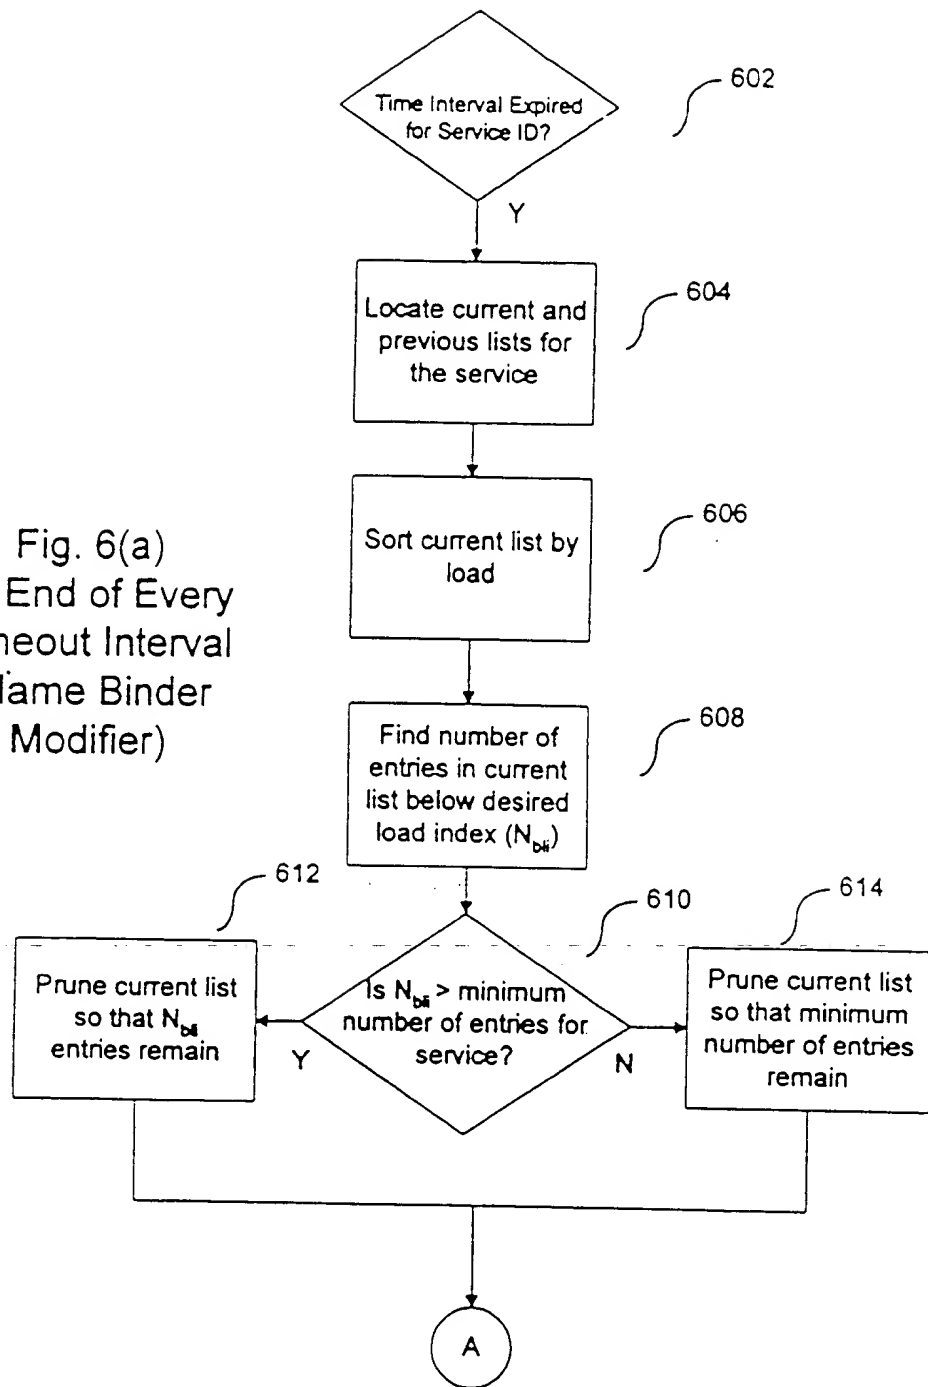 Time Interval Expired
for Service ID?
602
Y
Locate current and
previous lists for
the service
604
Sort current list by
load
606
Fig. 6(a)
End of Every
neout Interval
lame Binder
Modifier)
Find number of
entries in current
list below desired
load index (N_bli)
608
612
610
614
Prune current list
so that N_bli
entries remain
Is N_bli > minimum
number of entries for
service?
Y
N
Prune current list
so that minimum
number of entries
remain
A